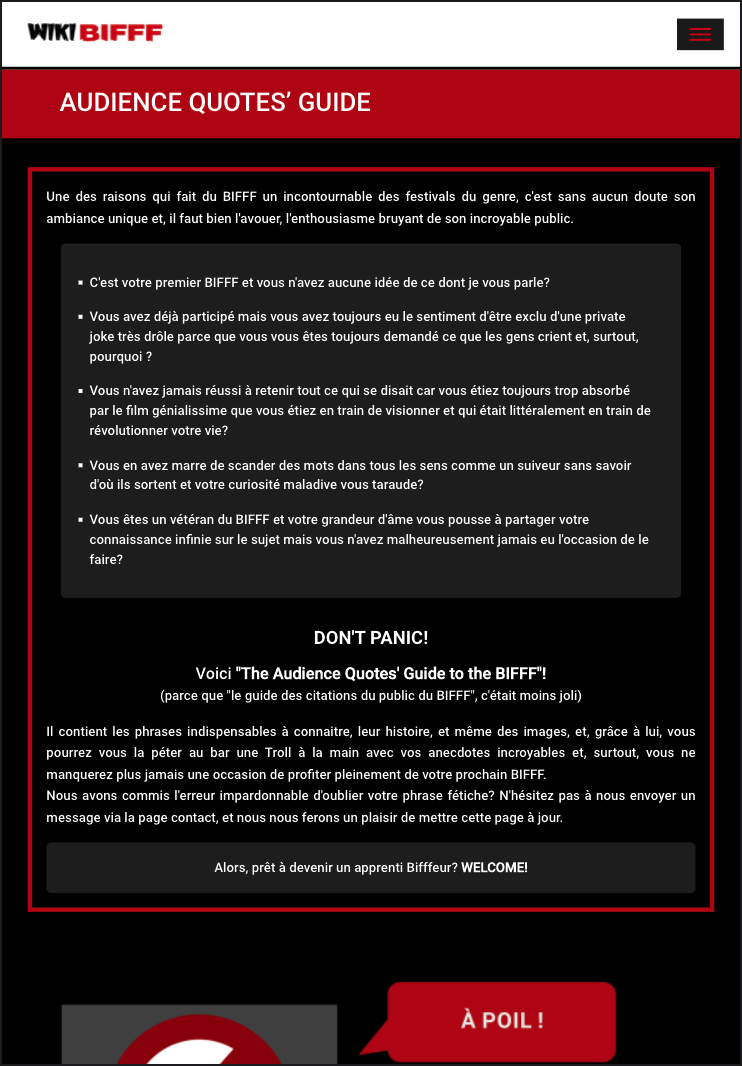 WIKI BIFFF
AUDIENCE QUOTES’ GUIDE
Une des raisons qui fait du BIFFF un incontournable des festivals du genre, c'est sans aucun doute son
ambiance unique et, il faut bien l'avouer, l'enthousiasme bruyant de son incroyable public.
▪ C'est votre premier BIFFF et vous n'avez aucune idée de ce dont je vous parle?
▪ Vous avez déjà participé mais vous avez toujours eu le sentiment d'être exclu d'une private
joke très drôle parce que vous vous êtes toujours demandé ce que les gens crient et, surtout,
pourquoi ?
▪ Vous n'avez jamais réussi à retenir tout ce qui se disait car vous étiez toujours trop absorbé
par le film génialissime que vous étiez en train de visionner et qui était littéralement en train de
révolutionner votre vie?
▪ Vous en avez marre de scander des mots dans tous les sens comme un suiveur sans savoir
d'où ils sortent et votre curiosité maladive vous taraude?
▪ Vous êtes un vétéran du BIFFF et votre grandeur d'âme vous pousse à partager votre
connaissance infinie sur le sujet mais vous n'avez malheureusement jamais eu l'occasion de le
faire?
DON'T PANIC!
Voici "The Audience Quotes' Guide to the BIFFF"!
(parce que "le guide des citations du public du BIFFF", c'était moins joli)
Il contient les phrases indispensables à connaitre, leur histoire, et même des images, et, grâce à lui, vous
pourrez vous la péter au bar une Troll à la main avec vos anecdotes incroyables et, surtout, vous ne
manquerez plus jamais une occasion de profiter pleinement de votre prochain BIFFF.
Nous avons commis l'erreur impardonnable d'oublier votre phrase fétiche? N'hésitez pas à nous envoyer un
message via la page contact, et nous nous ferons un plaisir de mettre cette page à jour.
Alors, prêt à devenir un apprenti Bifffeur? WELCOME!
À POIL !